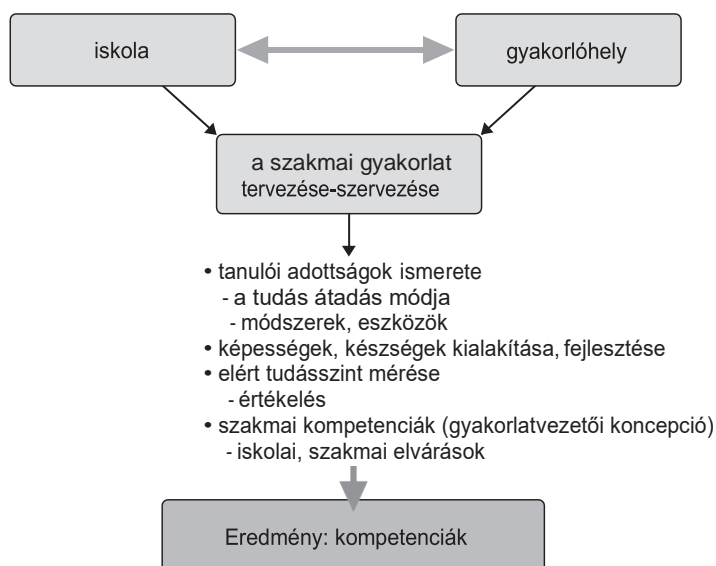 iskola
gyakorlóhely
a szakmai gyakorlat
tervezése-szervezése
• tanulói adottságok ismerete
- a tudás átadás módja
- módszerek, eszközök
• képességek, készségek kialakítása, fejlesztése
• elért tudásszint mérése
- értékelés
• szakmai kompetenciák (gyakorlatvezetői koncepció)
- iskolai, szakmai elvárások
Eredmény: kompetenciák